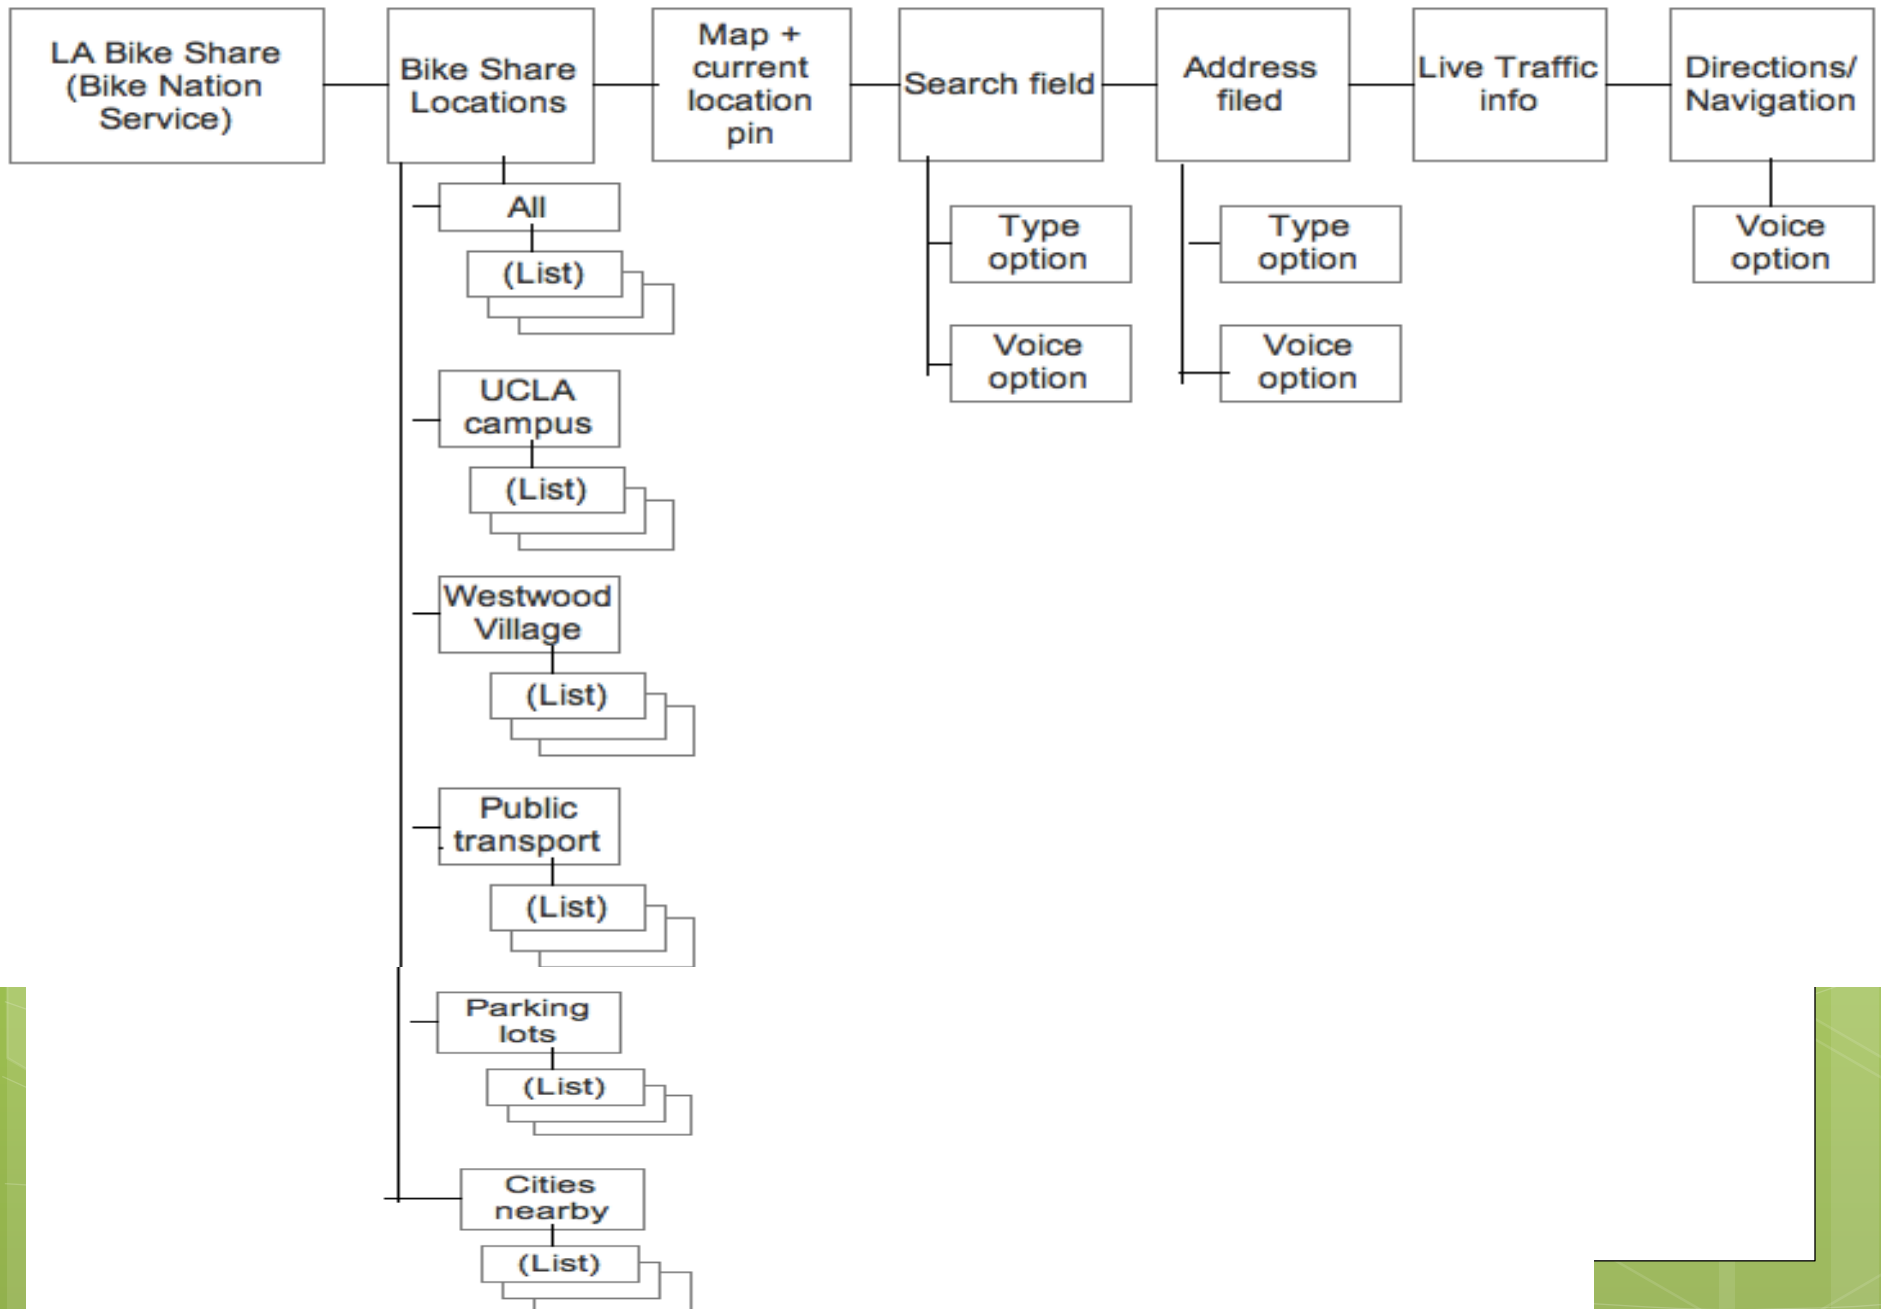 LA Bike Share
(Bike Nation
Service)
Bike Share
Locations
Map +
current
location
pin
Search field
Address
filed
Live Traffic
info
Directions/
Navigation
All
(List)
UCLA
campus
(List)
Westwood
Village
(List)
Public
transport
(List)
Parking
lots
(List)
Cities
nearby
(List)
Type
option
Voice
option
Type
option
Voice
option
Voice
option